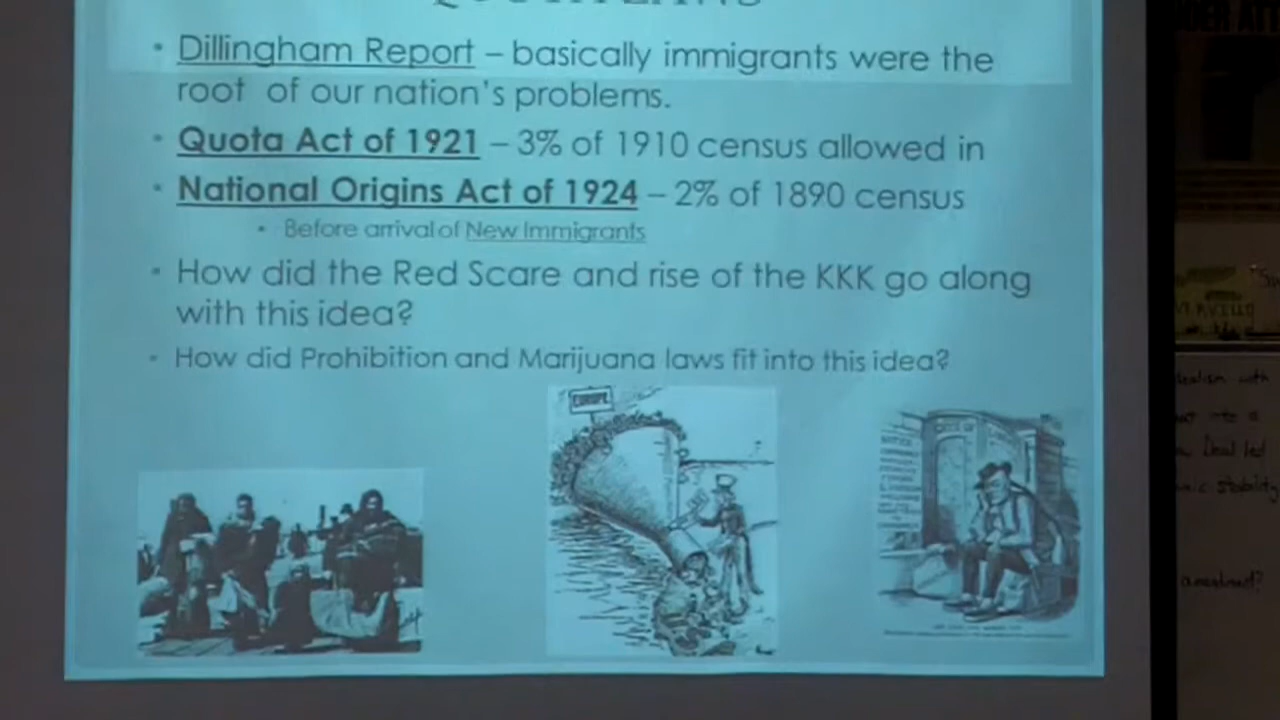 • Dillingham Report – basically immigrants were the
root of our nation's problems.
• Quota Act of 1921 – 3% of 1910 census allowed in
• National Origins Act of 1924 – 2% of 1890 census
• Before arrival of New Immigrants
• How did the Red Scare and rise of the KKK go along
with this idea?
• How did Prohibition and Marijuana laws fit into this idea?
EUROPE
with
Deal led